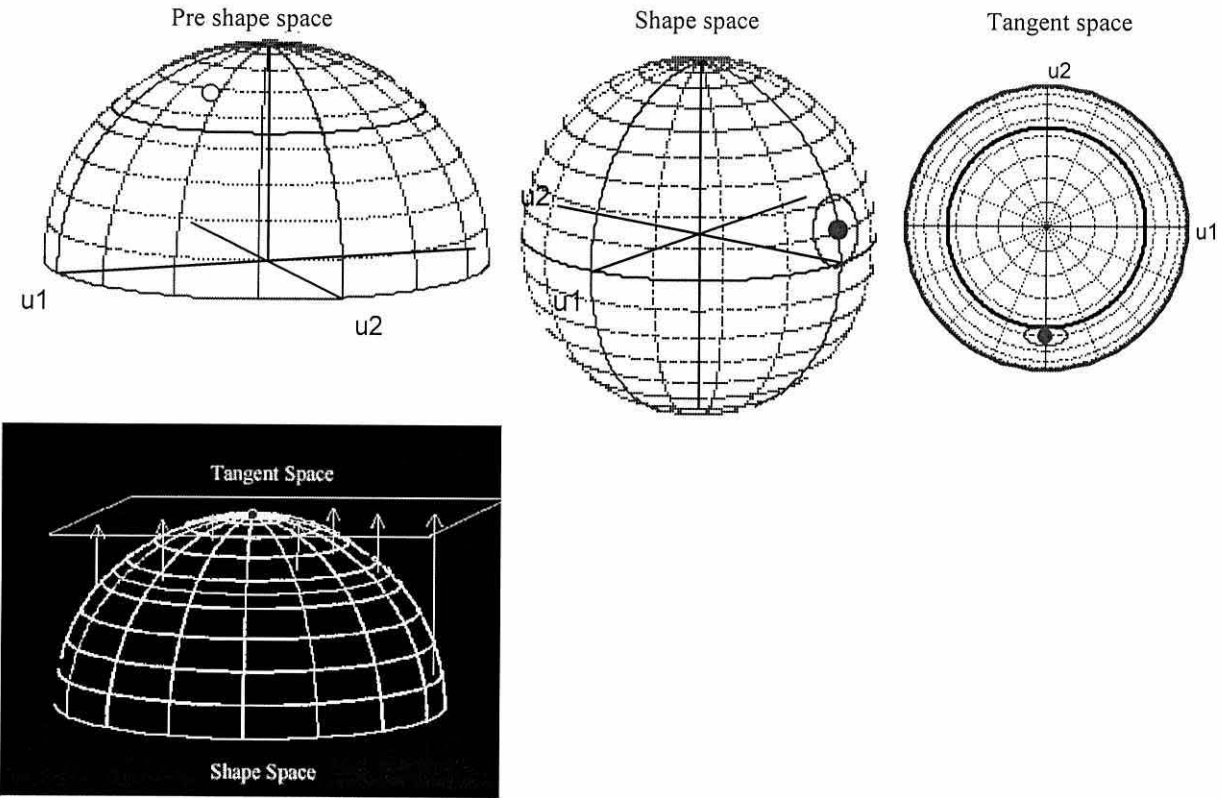 Pre shape space
Shape space
Tangent space
u1
u2
u2
u1
u2
u1
Tangent Space
Shape Space